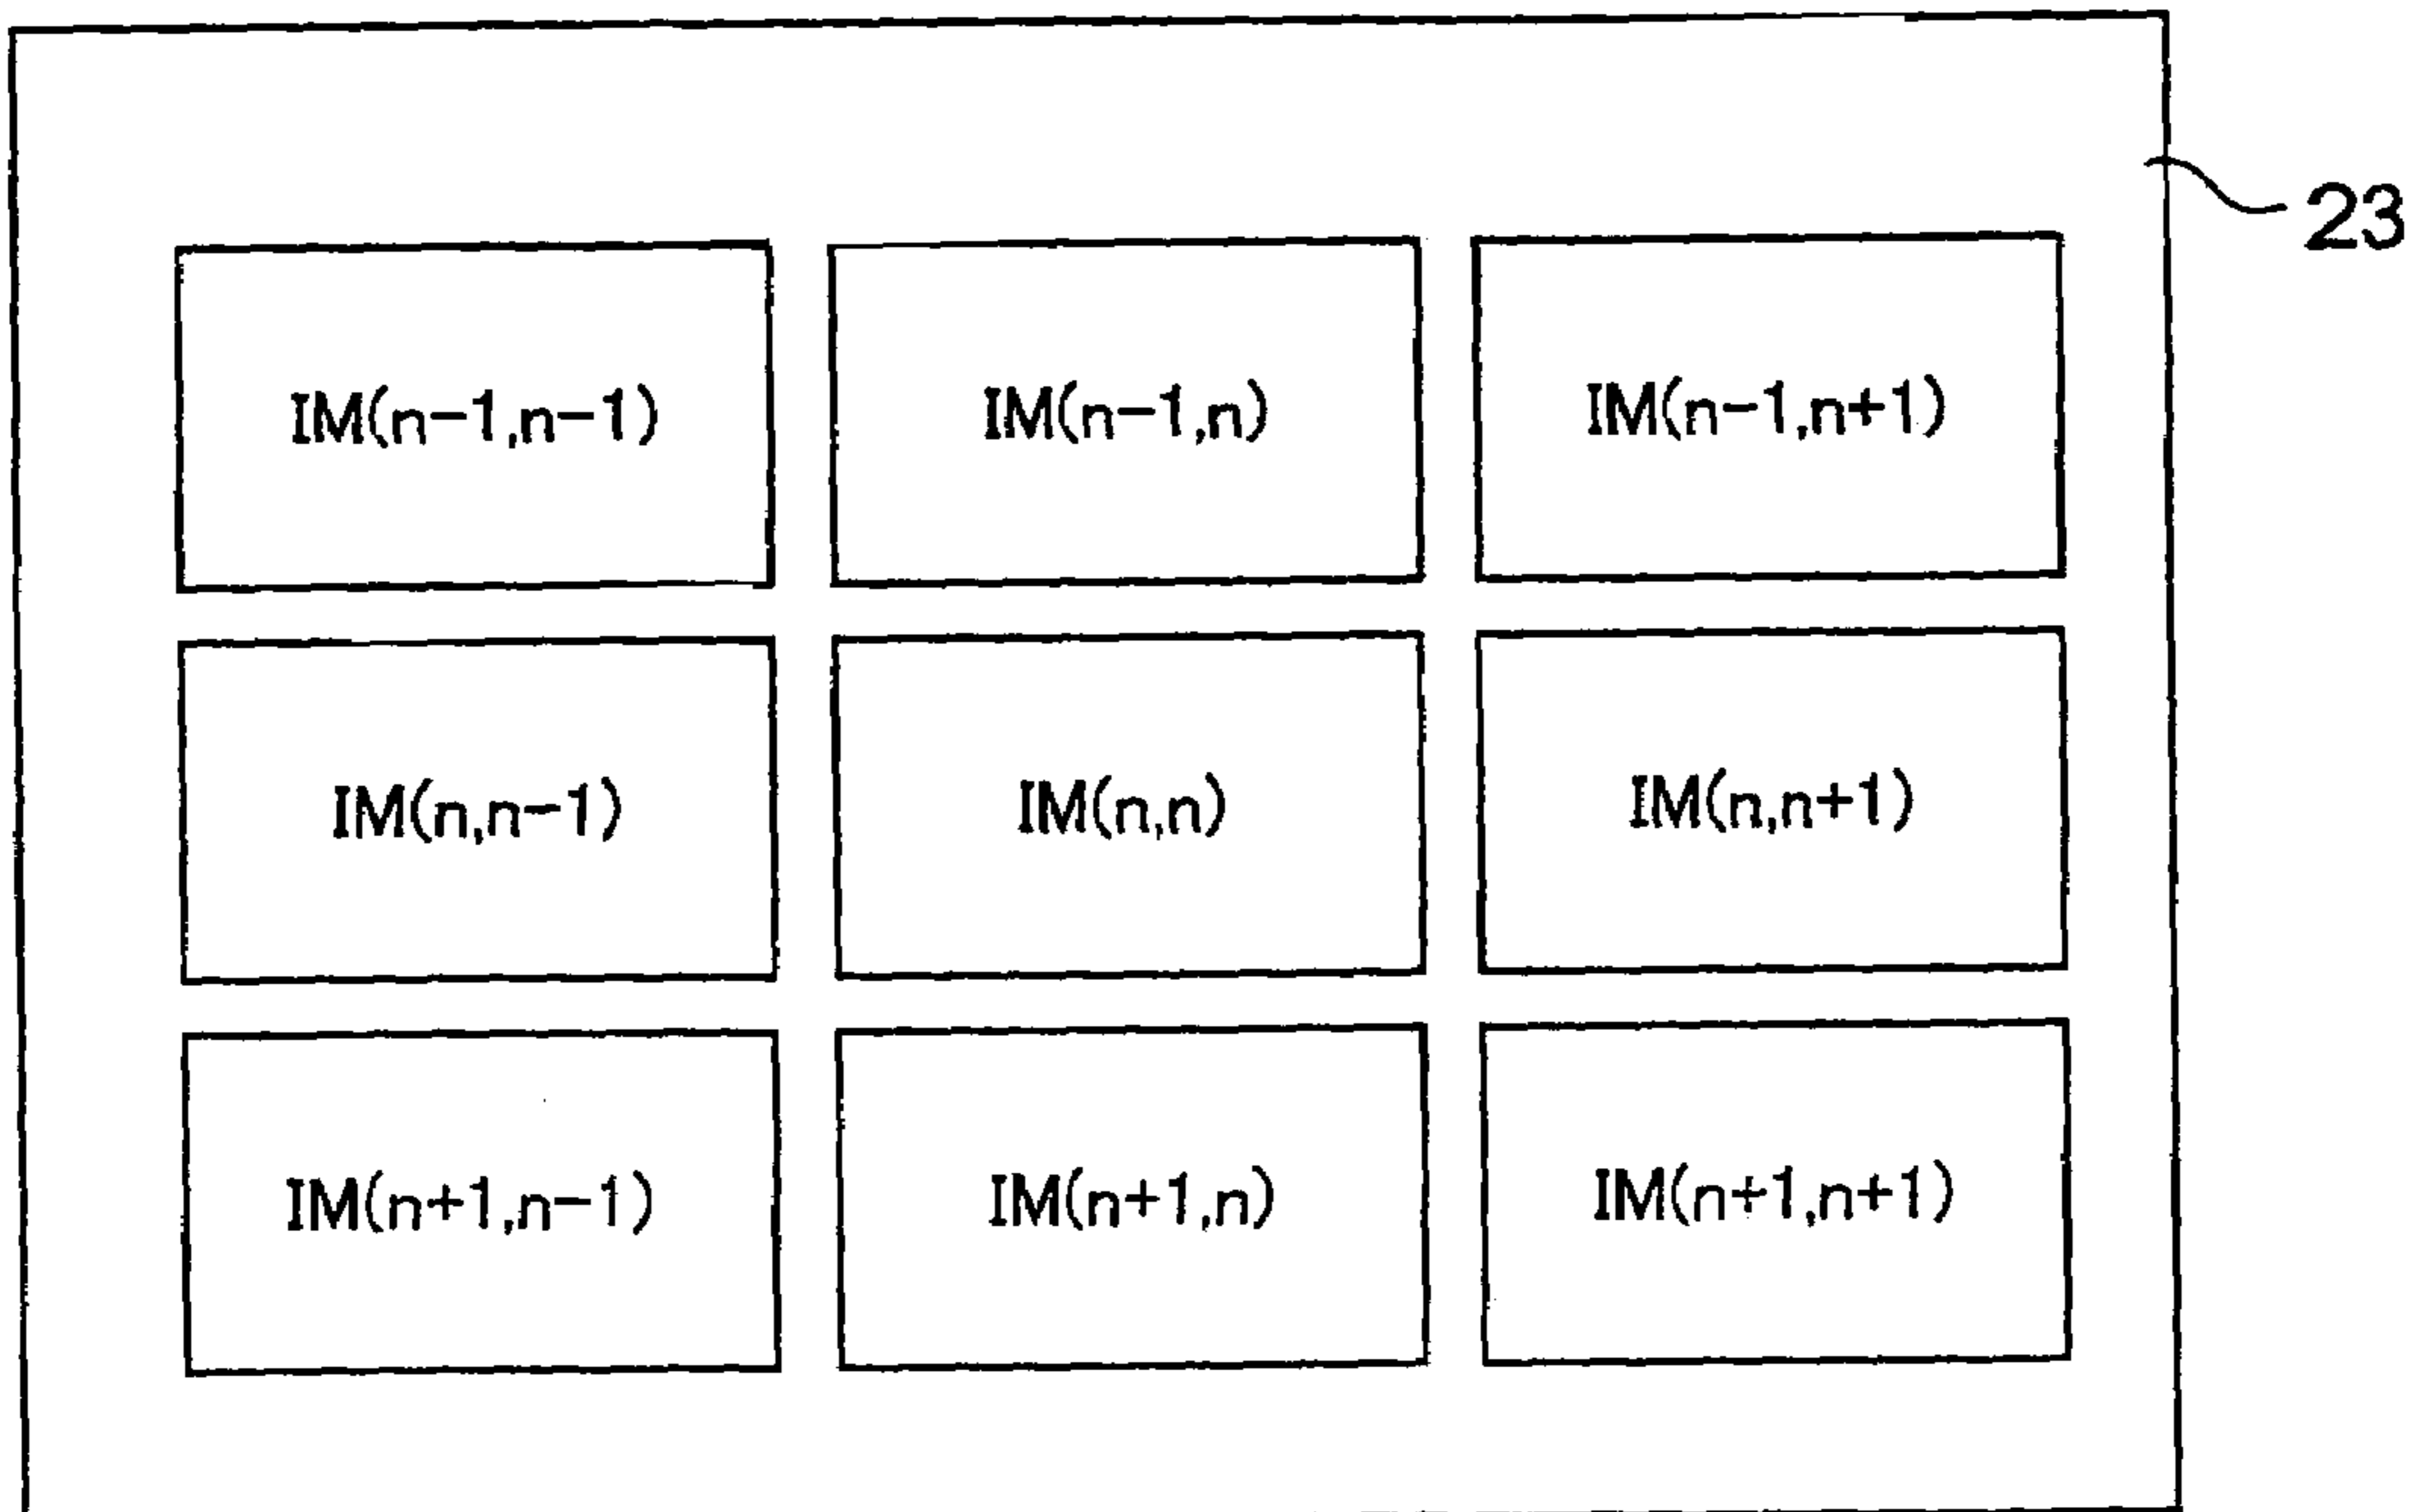 23
IM(n-1,n-1) IM(n-1,n) IM(n-1,n+1)
IM(n,n-1) IM(n,n) IM(n,n+1)
IM(n+1,n-1) IM(n+1,n) IM(n+1,n+1)